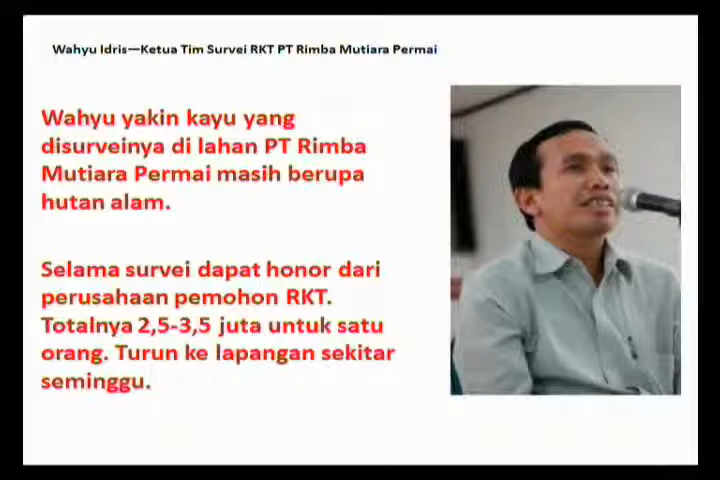 Wahyu Idris—Ketua Tim Survei RKT PT Rimba Mutiara Permai
Wahyu yakin kayu yang
disurveinya di lahan PT Rimba
Mutiara Permai masih berupa
hutan alam.
Selama survei dapat honor dari
perusahaan pemohon RKT.
Totalnya 2,5-3,5 juta untuk satu
orang. Turun ke lapangan sekitar
seminggu.